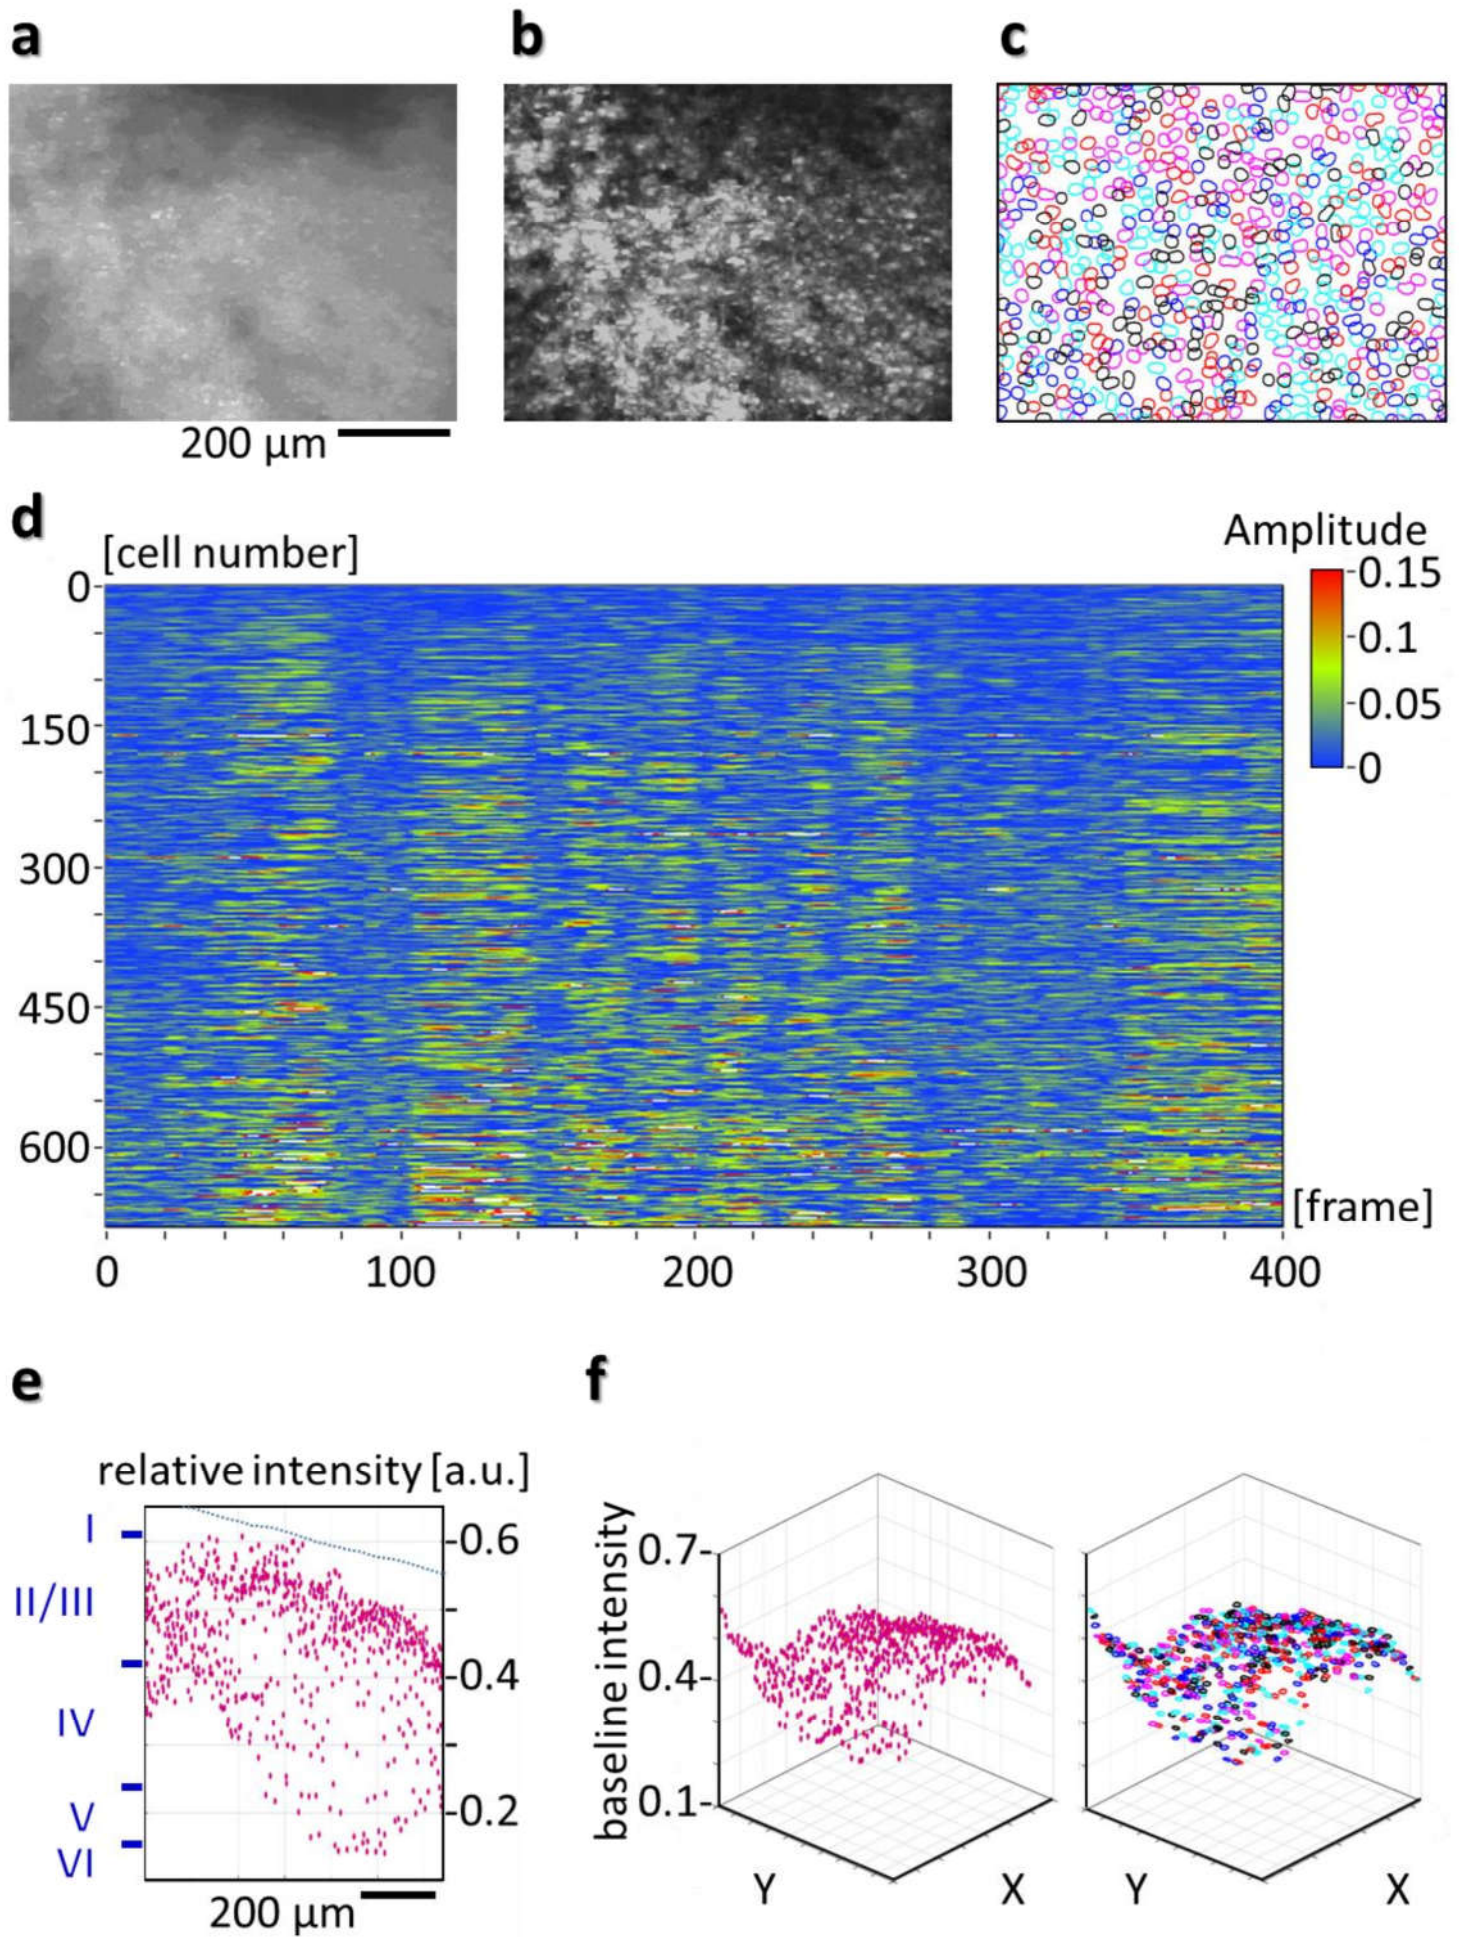 a
b
c
200 μm
d
[cell number]
Amplitude
0
150
300
450
600
0.15
0.1
0.05
0
[frame]
0 100 200 300 400
e
f
relative intensity [a.u.]
I
II/III
IV
V
VI
0.6
0.4
0.2
200 μm
baseline intensity
0.7
0.4
0.1
Y X Y X